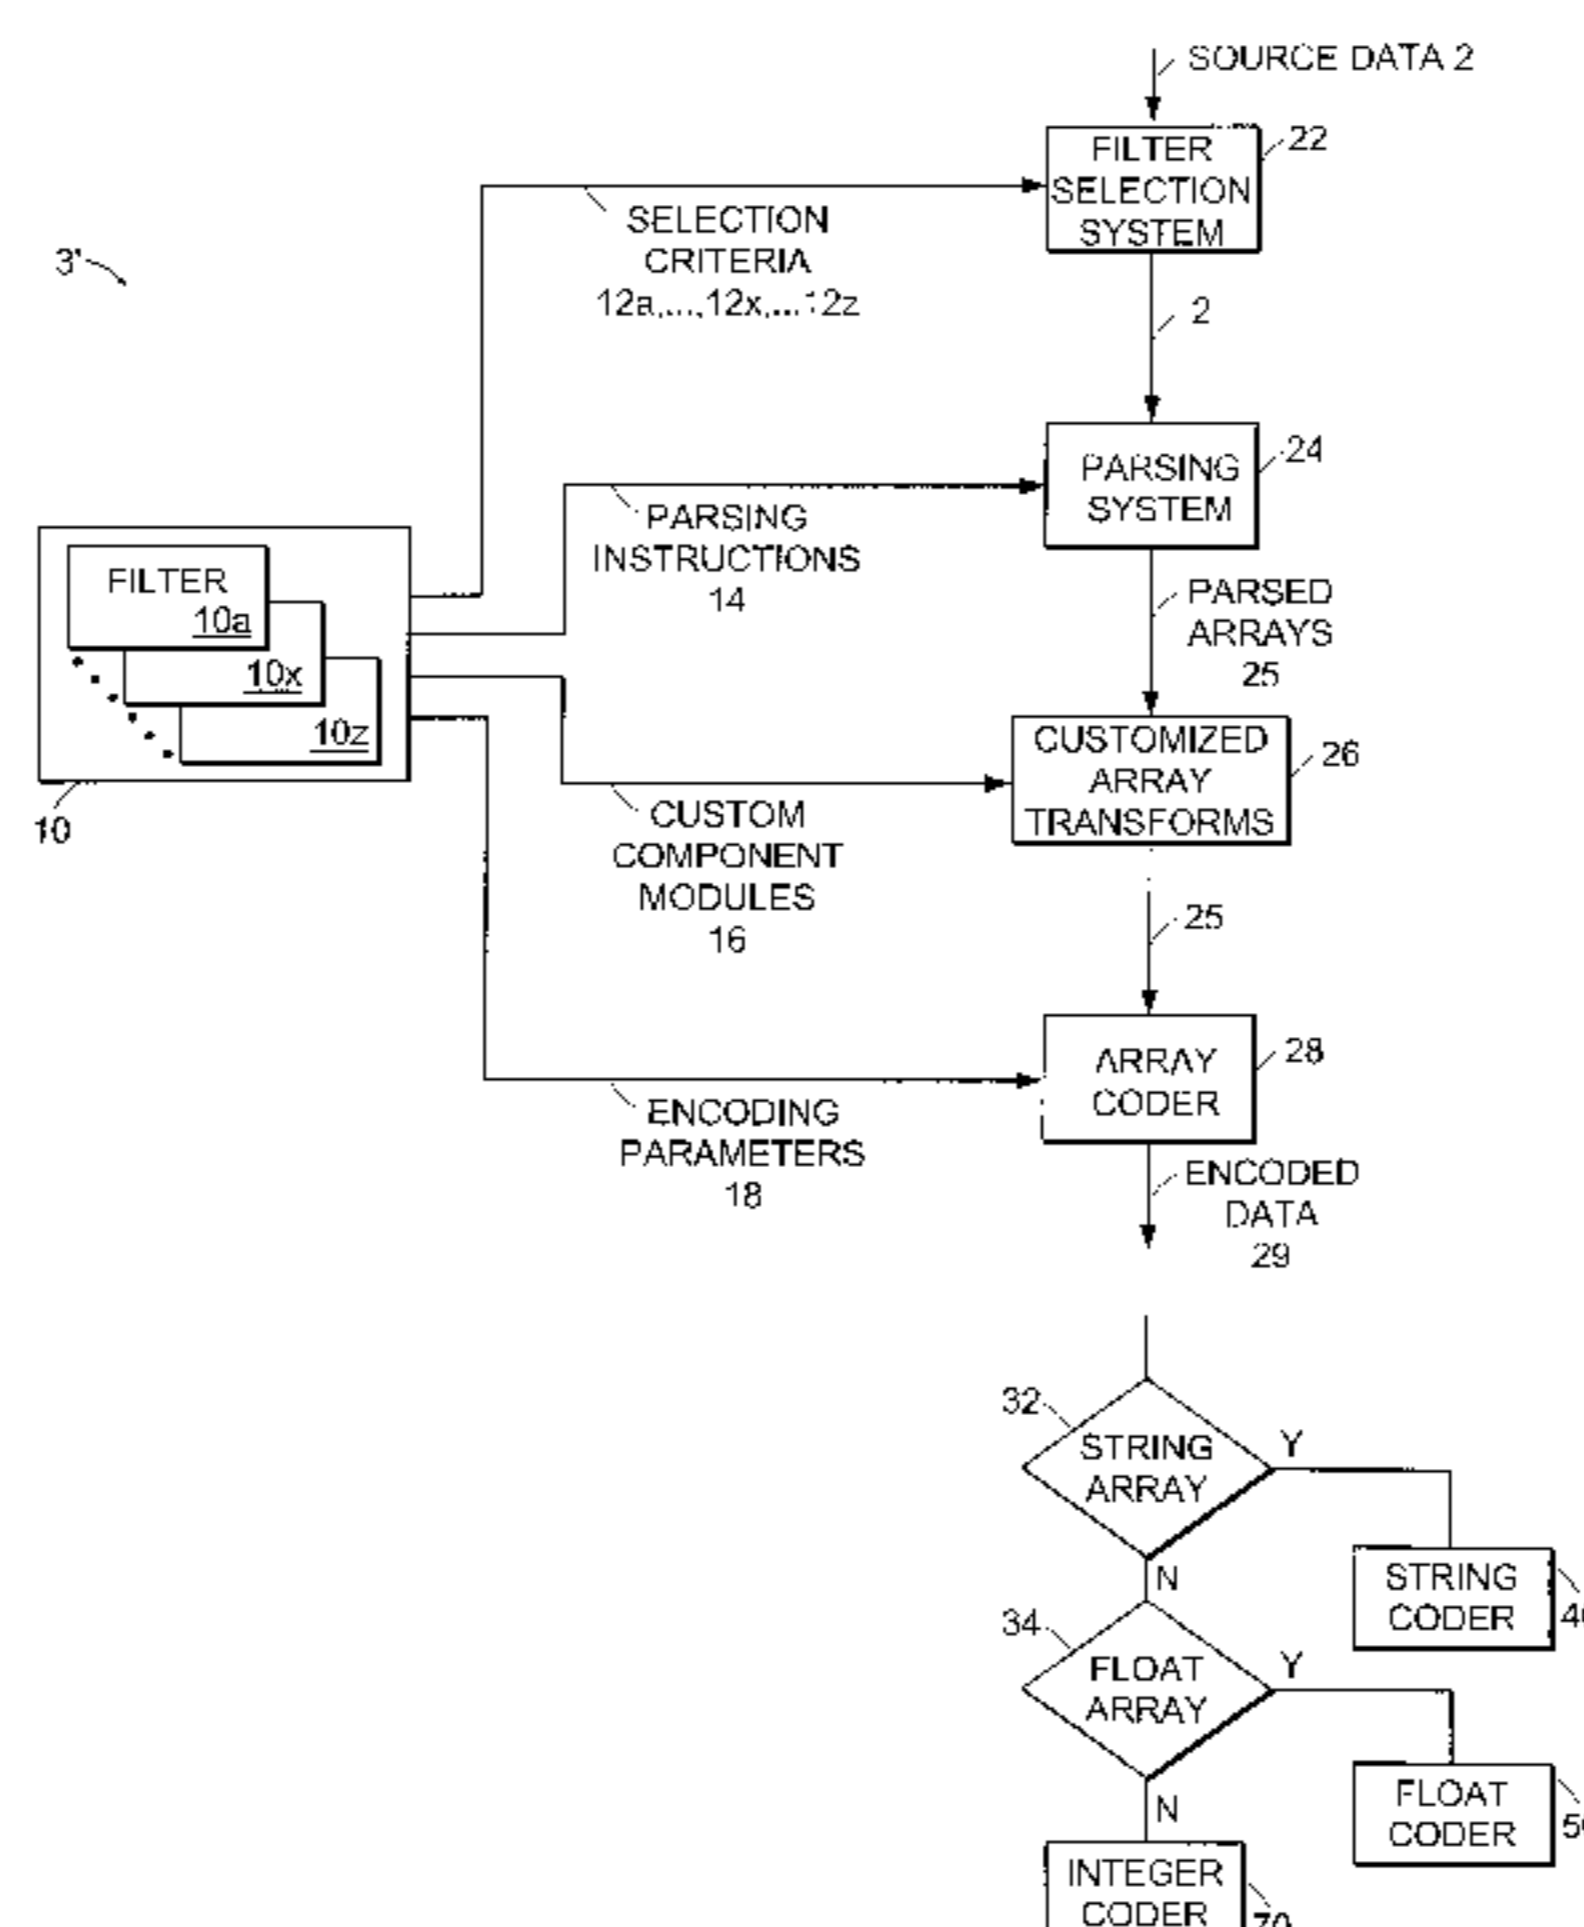 SOURCE DATA 2
FILTER
SELECTION
SYSTEM
22
SELECTION
CRITERIA
12a,...,12x,...12z
3'
2
PARSING
SYSTEM
24
PARSING
INSTRUCTIONS
14
FILTER
10a
10x
10z
10
PARSED
ARRAYS
25
CUSTOMIZED
ARRAY
TRANSFORMS
26
CUSTOM
COMPONENT
MODULES
16
25
ARRAY
CODER
28
ENCODING
PARAMETERS
18
ENCODED
DATA
29
32
STRING
ARRAY
Y
N
STRING
CODER
34
FLOAT
ARRAY
Y
N
FLOAT
CODER
INTEGER
CODER